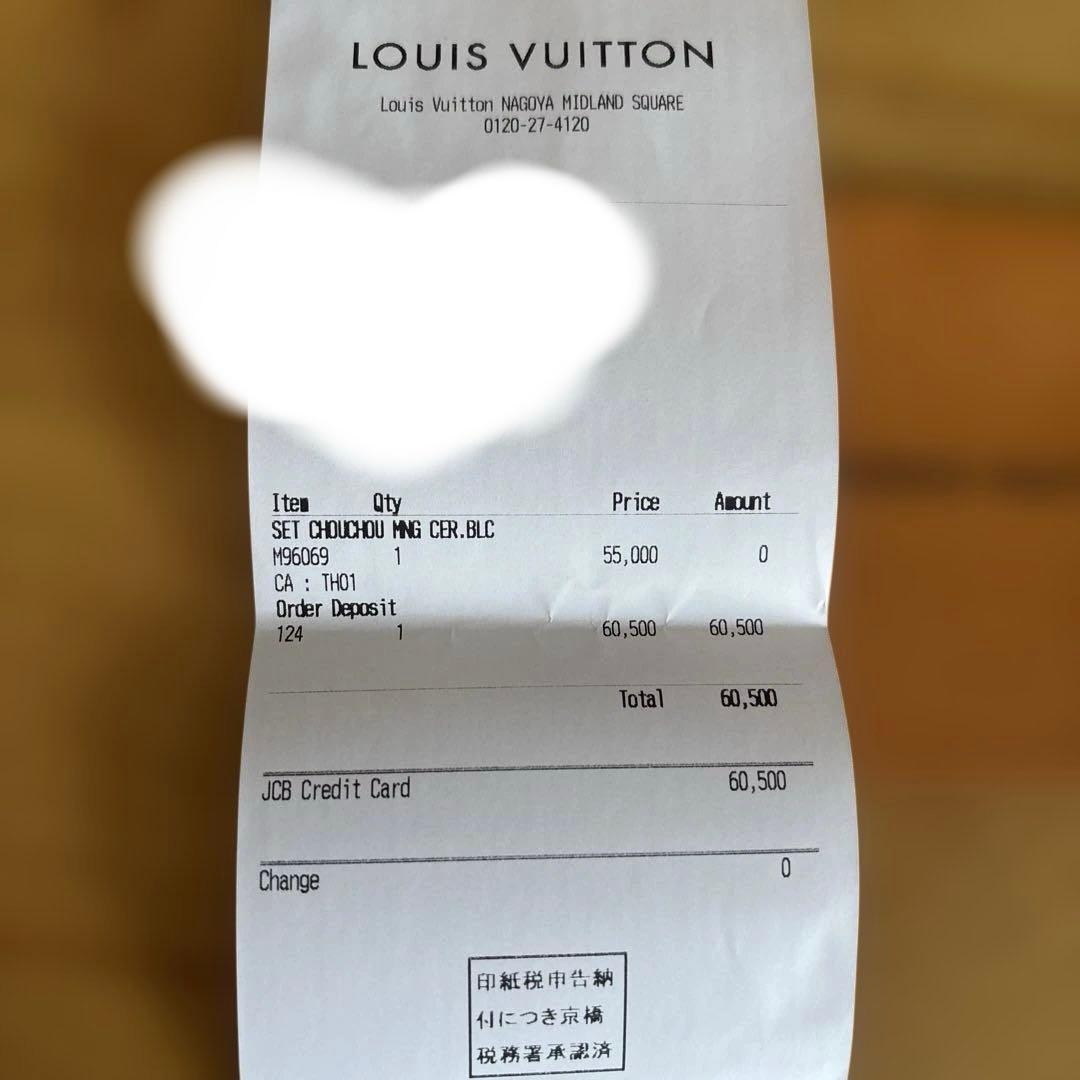 LOUIS VUITTON
Louis Vuitton NAGOYA MIDLAND SQUARE
0120-27-4120
Item Qty Price Amount
SET CHOUCHOU MNG CER.BLC
M96069 1 55,000 0
CA : TH01
Order Deposit
124 1 60,500 60,500
Total 60,500
JCB Credit Card 60,500
Change 0
印紙税申告納
付につき京橋
税務署承認済